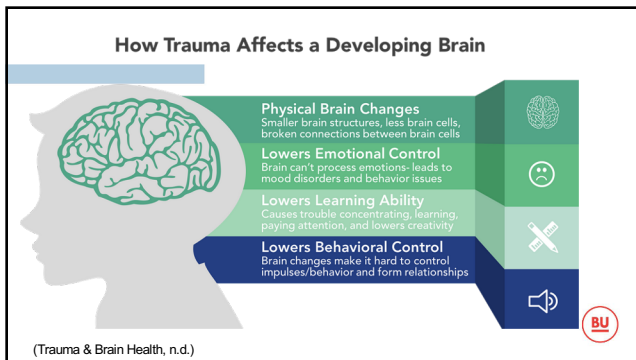 How Trauma Affects a Developing Brain
Physical Brain Changes
Smaller brain structures, less brain cells,
broken connections between brain cells
Lowers Emotional Control
Brain can't process emotions- leads to
mood disorders and behavior issues
Lowers Learning Ability
Causes trouble concentrating, learning,
paying attention, and lowers creativity
Lowers Behavioral Control
Brain changes make it hard to control
impulses/behavior and form relationships
BU
(Trauma & Brain Health, n.d.)